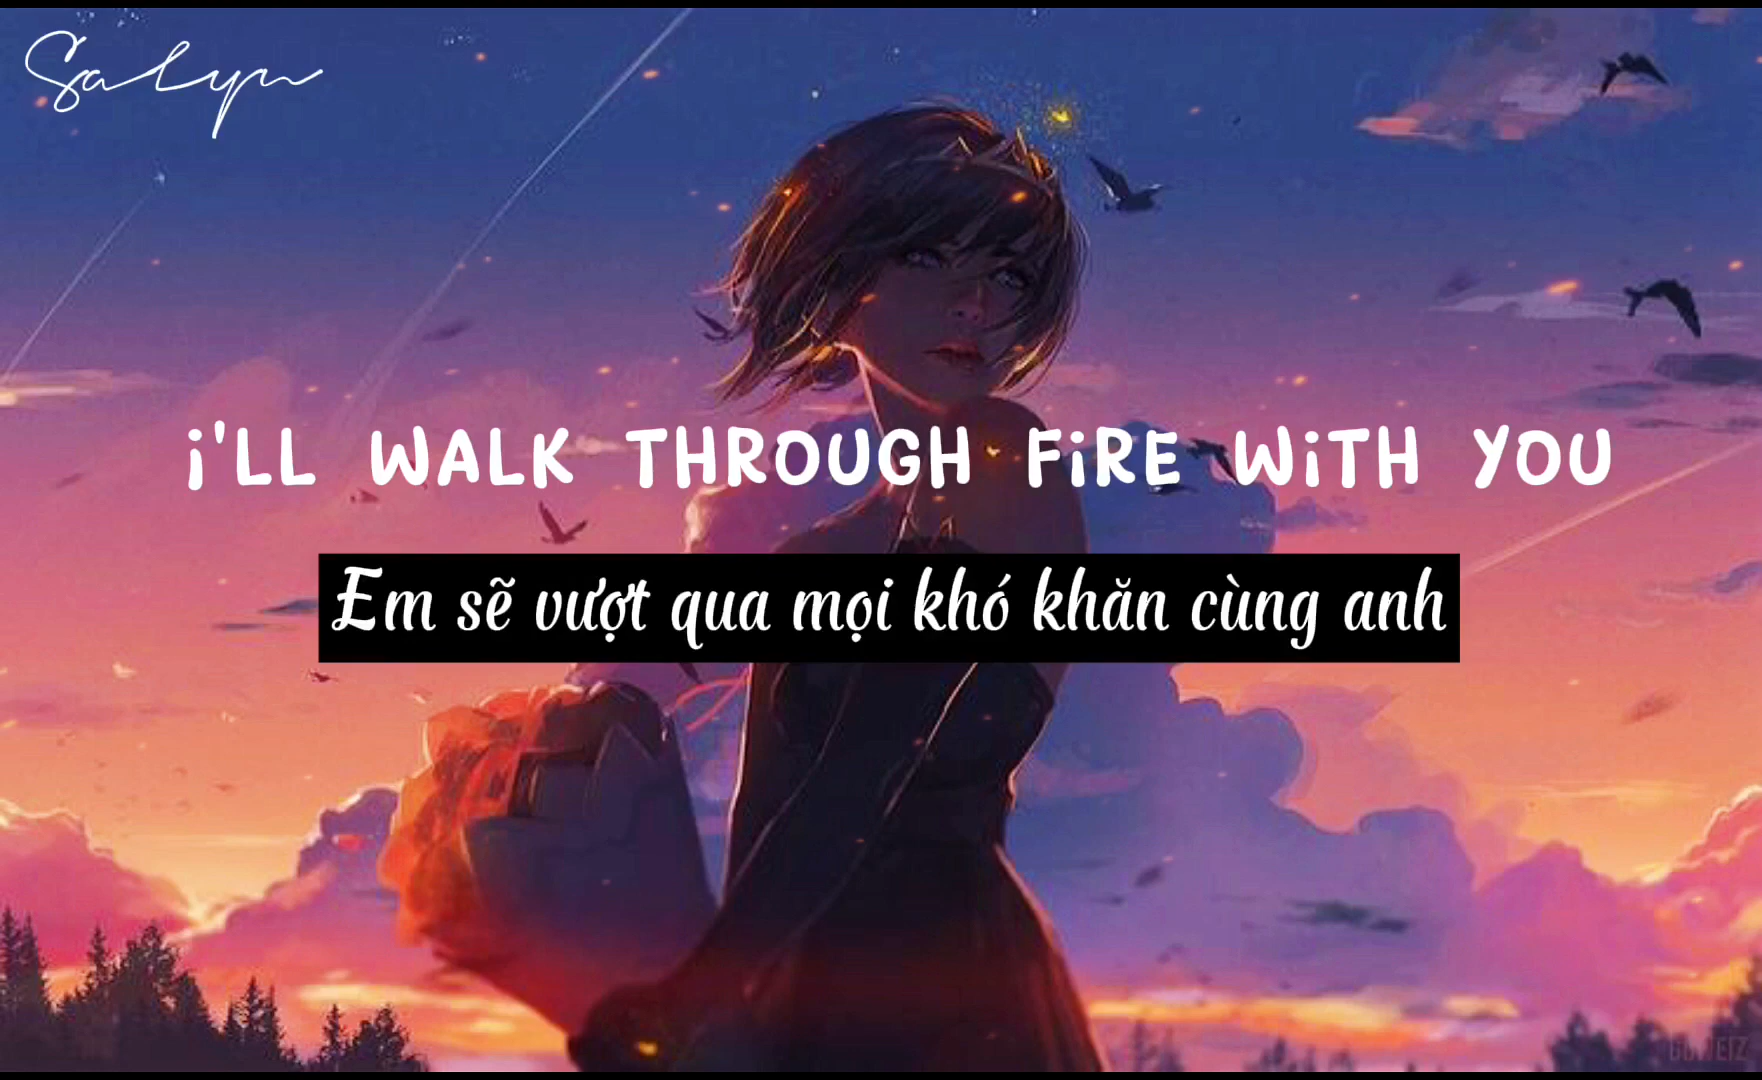 Salyn
i'LL WALK THROUGH FiRE WiTH YOU
Em sẽ vượt qua mọi khó khăn cùng anh